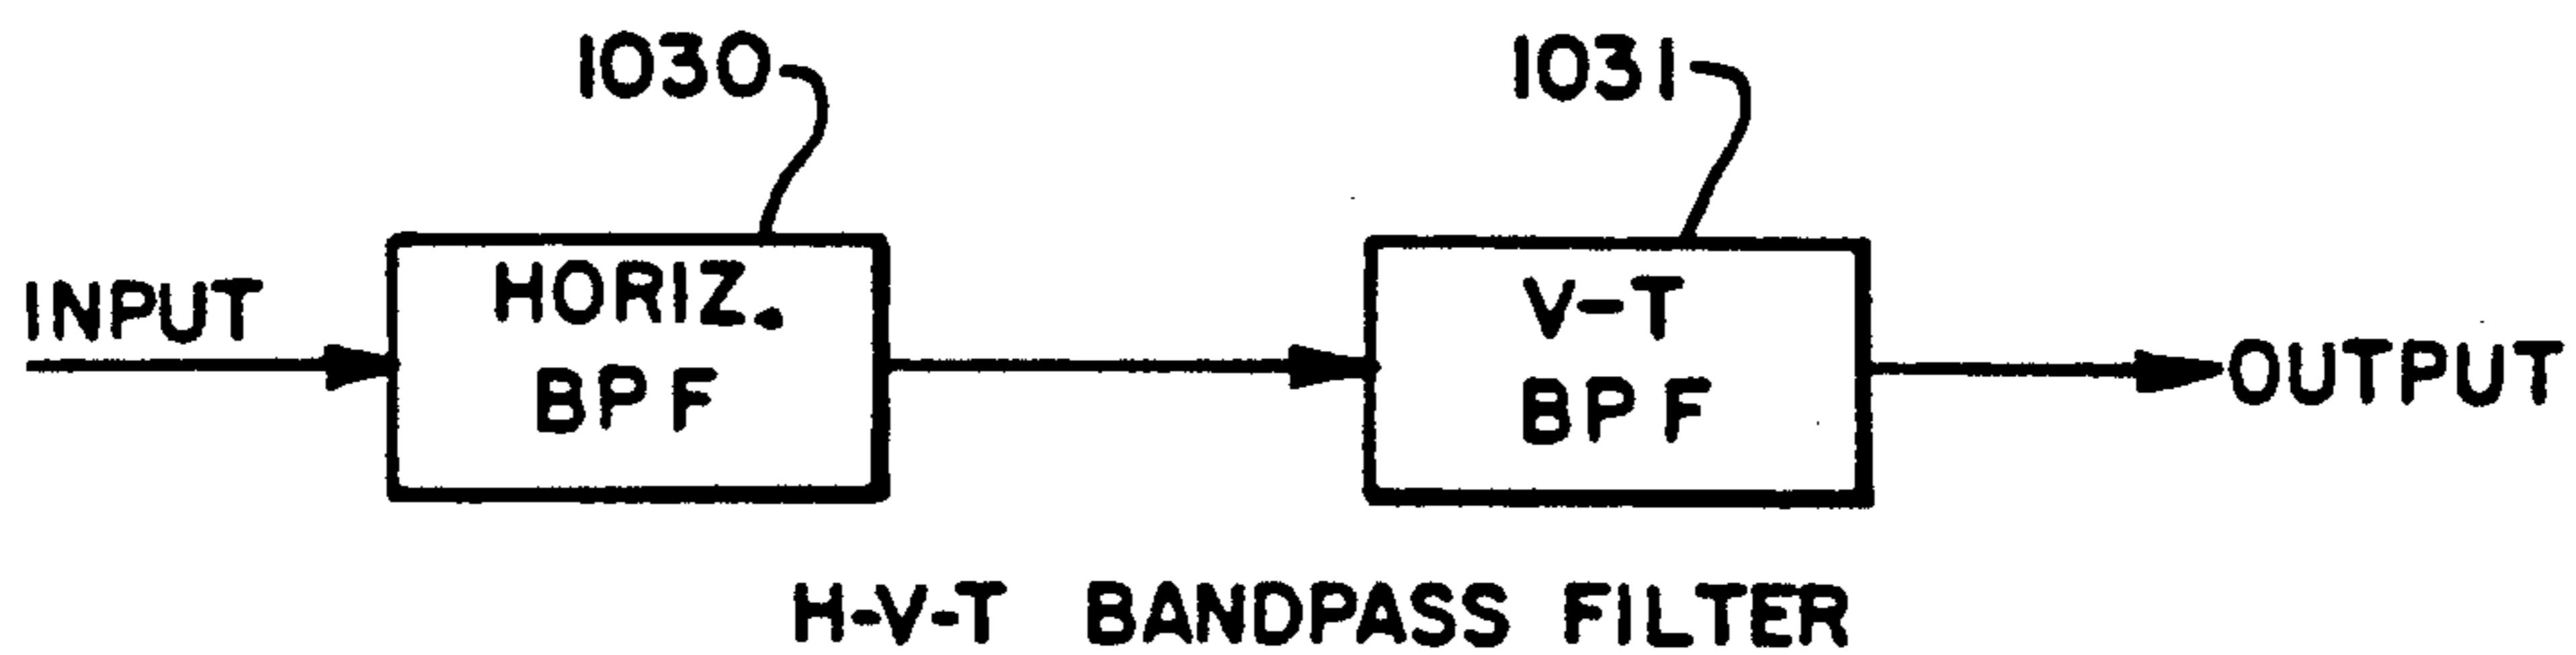 1030
1031
INPUT
HORIZ.
BPF
V-T
BPF
OUTPUT
H-V-T BANDPASS FILTER